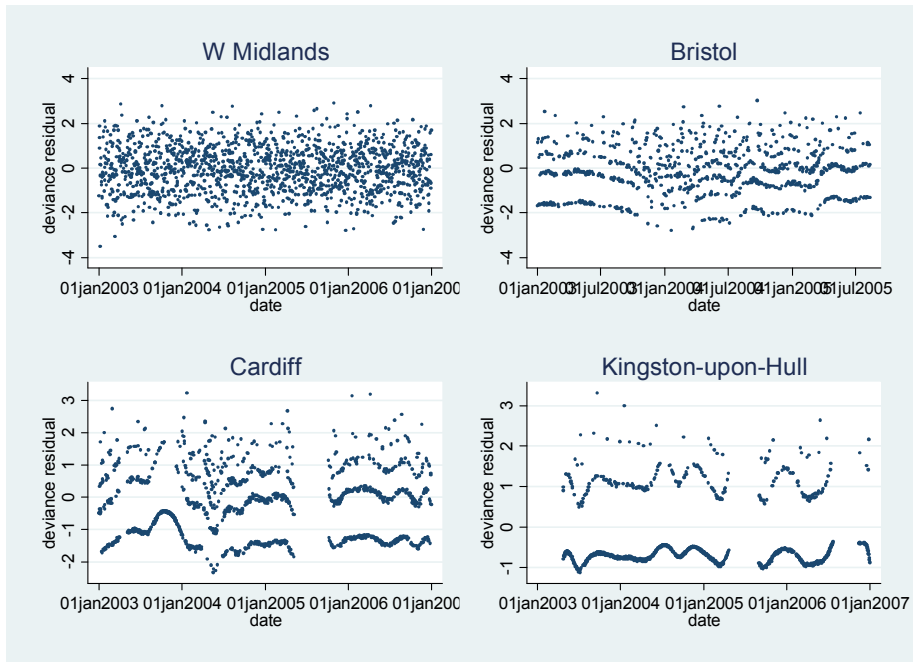 W Midlands
deviance residual
4
2
0
-2
-4
01jan2003 01jan2004 01jan2005 01jan2006 01jan200
date
Bristol
deviance residual
4
2
0
-2
-4
01jan2003 01jul2003 01jan2004 01jul2004 01jan2005 01jul2005
date
Cardiff
deviance residual
3
2
1
0
-1
-2
01jan2003 01jan2004 01jan2005 01jan2006 01jan200
date
Kingston-upon-Hull
deviance residual
3
2
1
0
-1
01jan2003 01jan2004 01jan2005 01jan2006 01jan2007
date